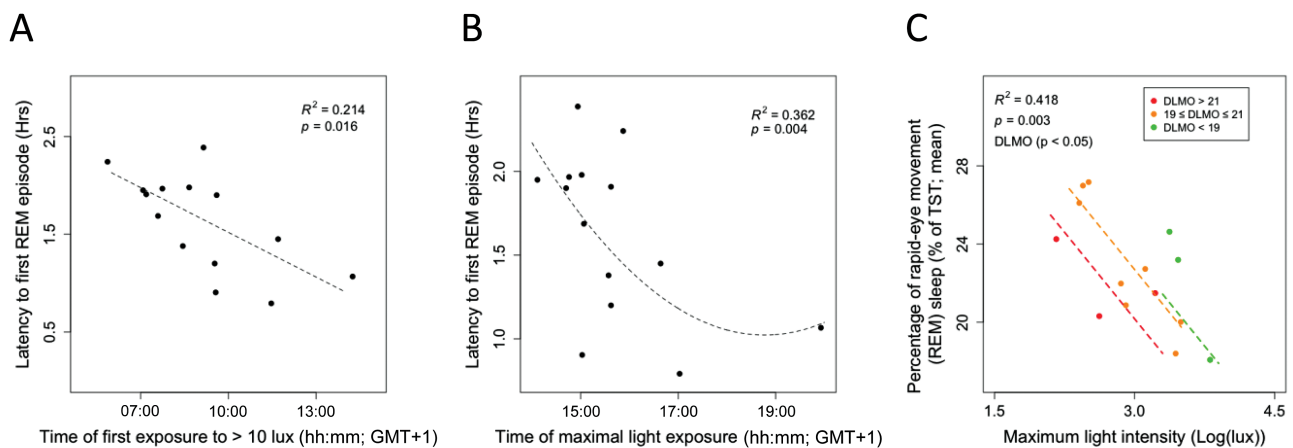 A
Latency to first REM episode (Hrs)
2.5
1.5
0.5
R² = 0.214
p = 0.016
07:00 10:00 13:00
Time of first exposure to > 10 lux (hh:mm; GMT+1)
B
Latency to first REM episode (Hrs)
2.0
1.5
1.0
R² = 0.362
p = 0.004
15:00 17:00 19:00
Time of maximal light exposure (hh:mm; GMT+1)
C
Percentage of rapid-eye movement
(REM) sleep (% of TST; mean)
28
24
20
R² = 0.418
p = 0.003
DLMO (p < 0.05)
DLMO > 21
19 ≤ DLMO ≤ 21
DLMO < 19
1.5 3.0 4.5
Maximum light intensity (Log(lux))